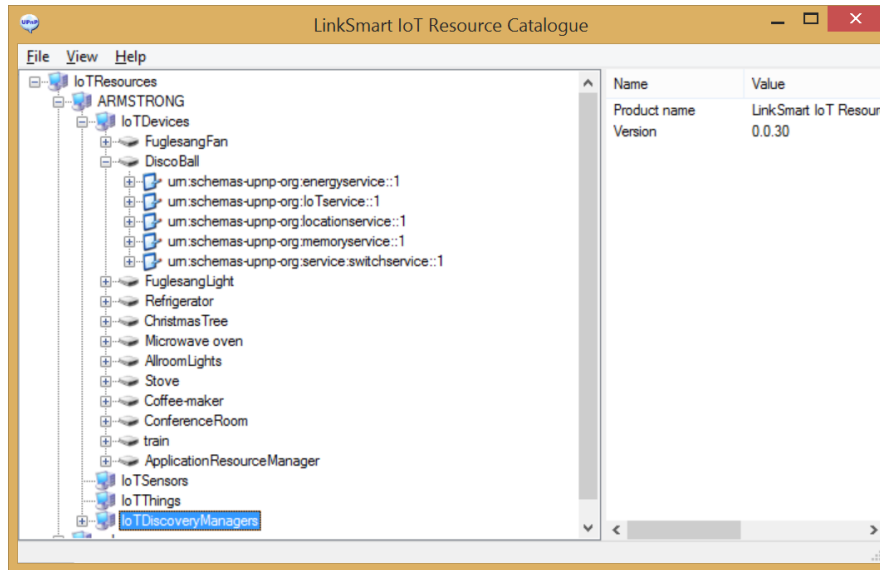 UPnP
LinkSmart IoT Resource Catalogue
File View Help
IoTResources
ARMSTRONG
IoTDevices
FuglesangFan
DiscoBall
urn:schemas-upnp-org:energyservice::1
urn:schemas-upnp-org:IoTservice::1
urn:schemas-upnp-org:locationservice::1
urn:schemas-upnp-org:memoryservice::1
urn:schemas-upnp-org:service:switchservice::1
FuglesangLight
Refrigerator
ChristmasTree
Microwave oven
AllroomLights
Stove
Coffee-maker
ConferenceRoom
train
ApplicationResourceManager
IoTSensors
IoTThings
IoTDiscoveryManagers
Name Value
Product name LinkSmart IoT Resour
Version 0.0.30